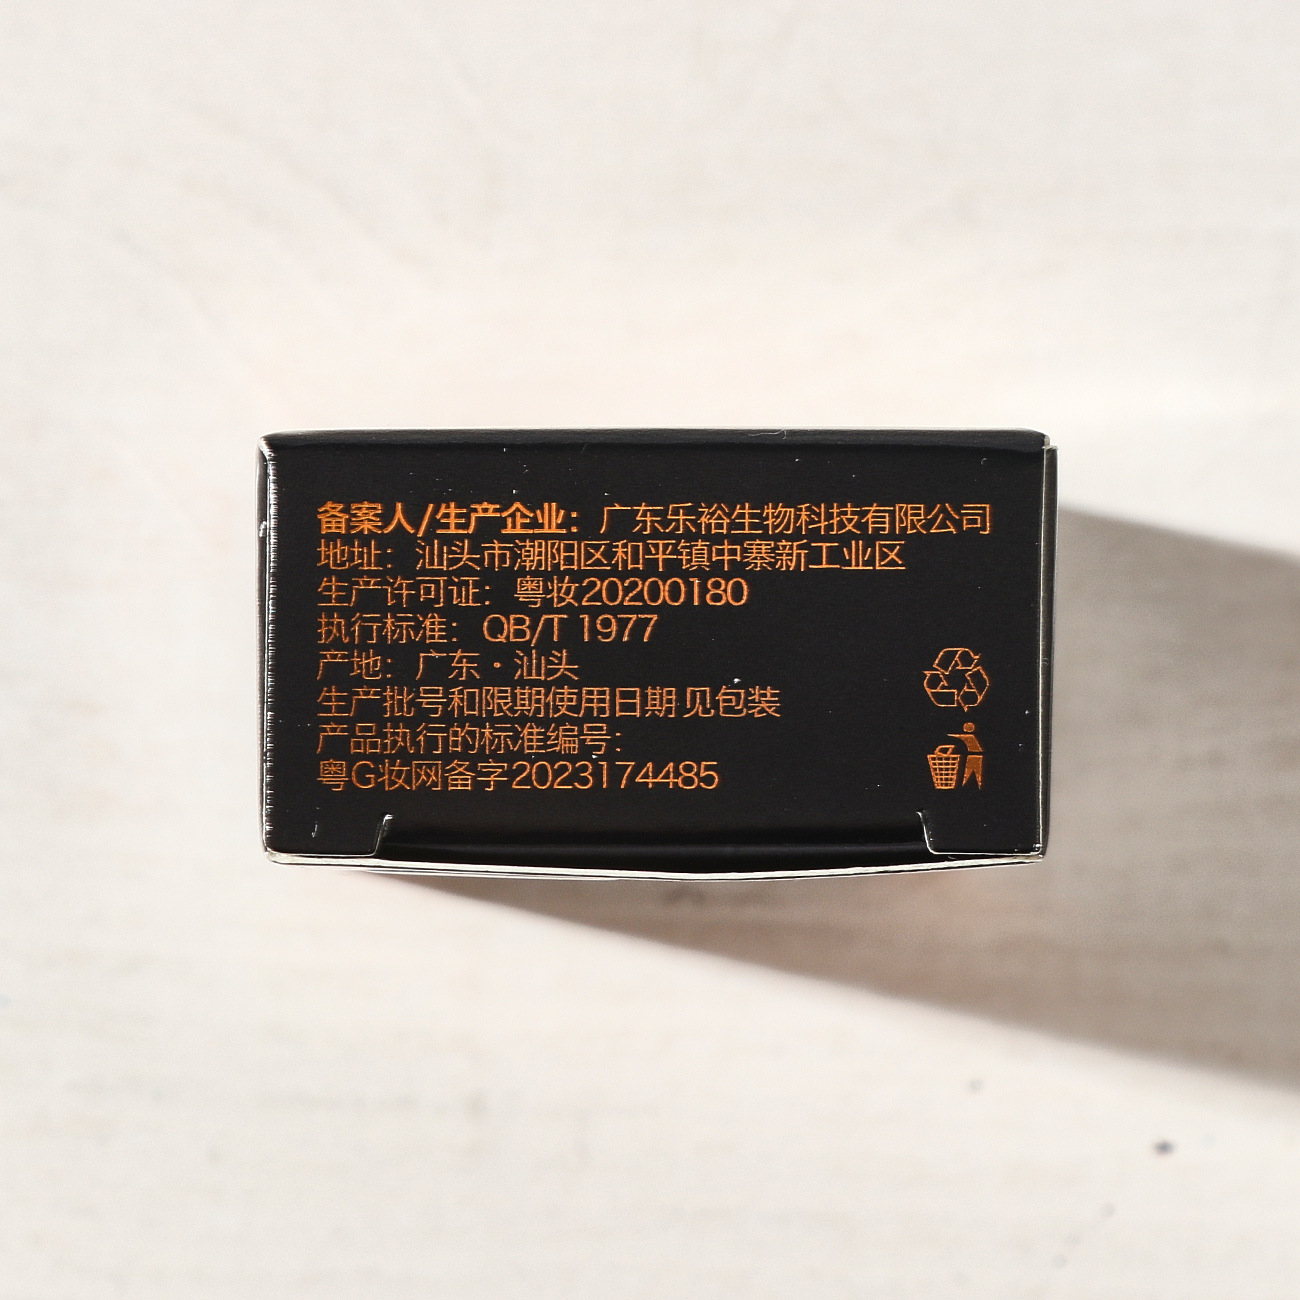 备案人/生产企业：广东乐裕生物科技有限公司
地址：汕头市潮阳区和平镇中寨新工业区
生产许可证：粤妆20200180
执行标准：QB/T 1977
产地：广东·汕头
生产批号和限期使用日期 见包装
产品执行的标准编号：
粤G妆网备字2023174485